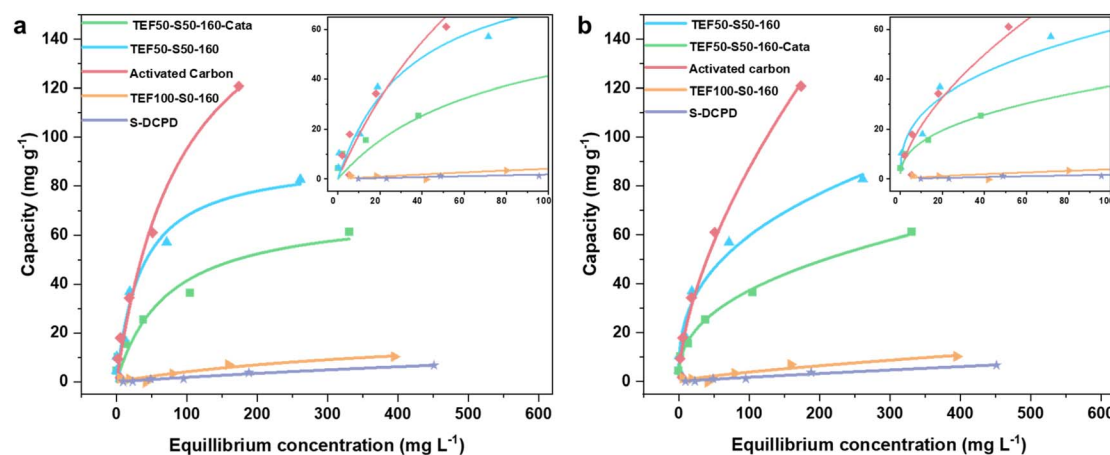 a
TEF50-S50-160-Cata
TEF50-S50-160
Activated Carbon
TEF100-S0-160
S-DCPD
Capacity (mg g-1)
140
120
100
80
60
40
20
0
0 100 200 300 400 500 600
Equillibrium concentration (mg L-1)
60
40
20
0
0 20 40 60 80 100
b
TEF50-S50-160
TEF50-S50-160-Cata
Activated carbon
TEF100-S0-160
S-DCPD
Capacity (mg g-1)
140
120
100
80
60
40
20
0
0 100 200 300 400 500 600
Equillibrium concentration (mg L-1)
60
40
20
0
0 20 40 60 80 100